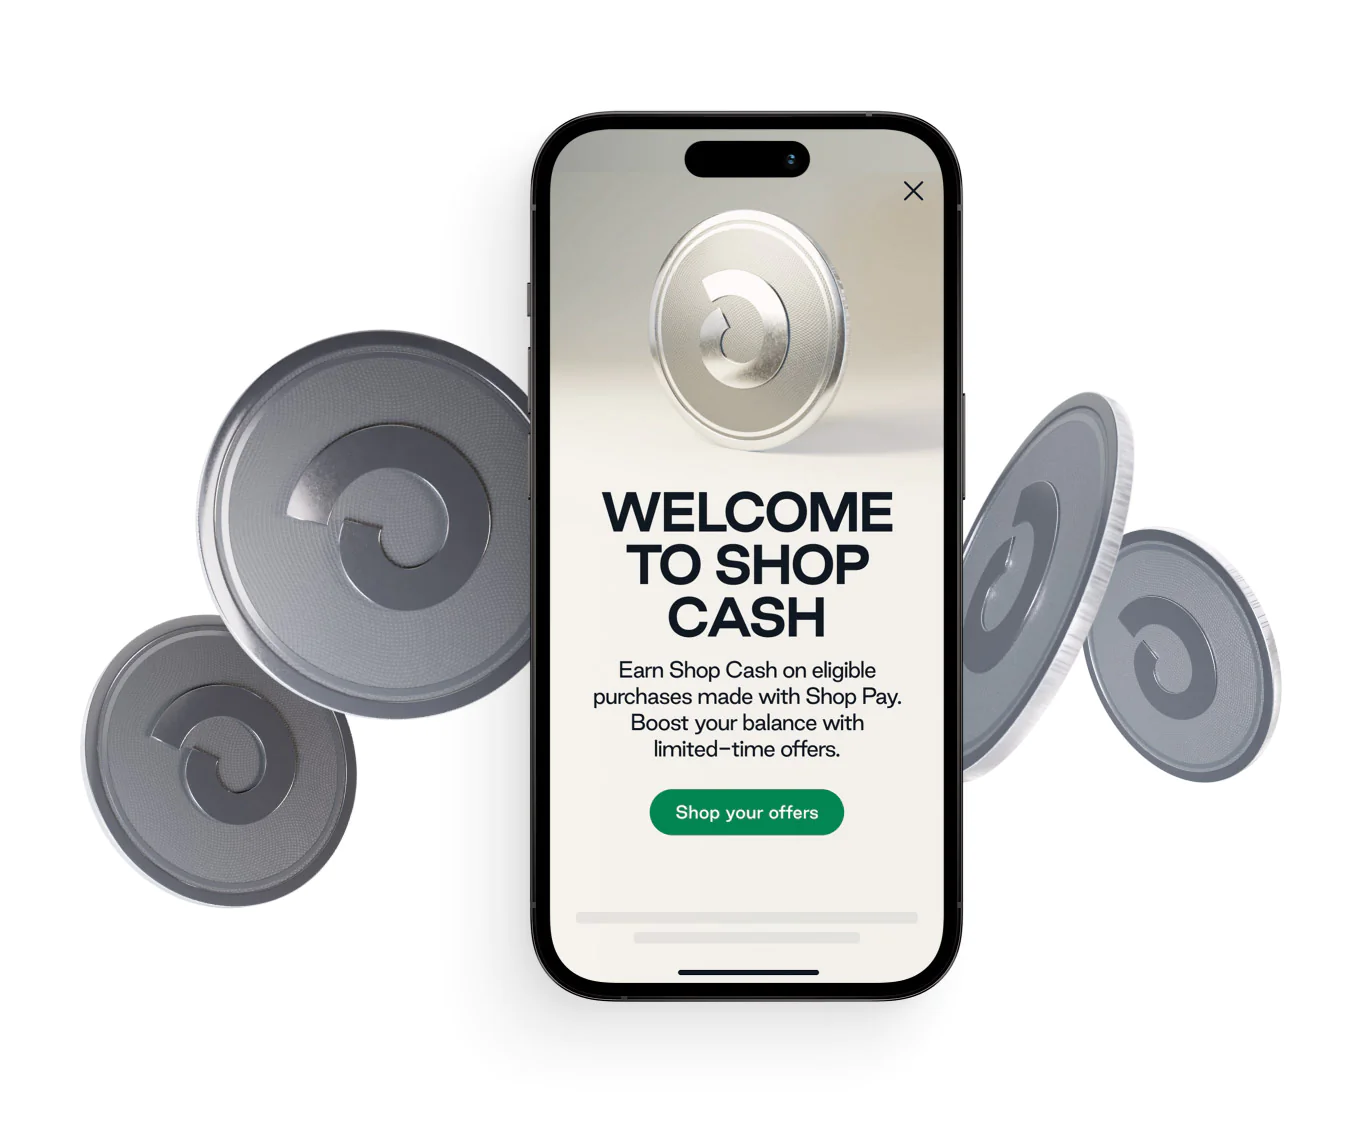 WELCOME
TO SHOP
CASH
Earn Shop Cash on eligible
purchases made with Shop Pay.
Boost your balance with
limited-time offers.
Shop your offers